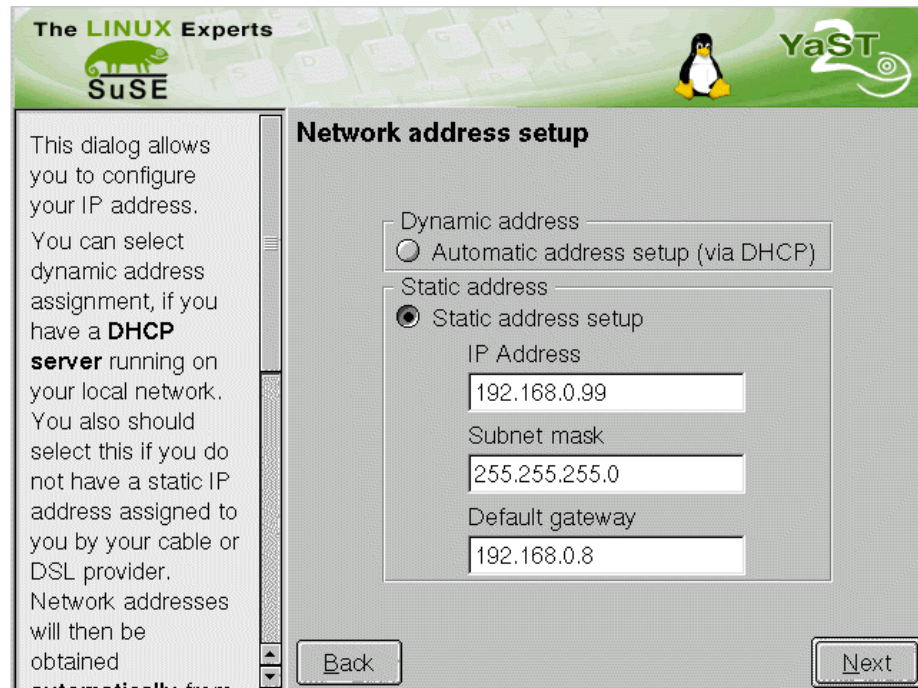 The LINUX Experts
SuSE
YaST
2
This dialog allows
you to configure
your IP address.
You can select
dynamic address
assignment, if you
have a DHCP
server running on
your local network.
You also should
select this if you do
not have a static IP
address assigned to
you by your cable or
DSL provider.
Network addresses
will then be
obtained
automatically from
Network address setup
Dynamic address
Automatic address setup (via DHCP)
Static address
Static address setup
IP Address
192.168.0.99
Subnet mask
255.255.255.0
Default gateway
192.168.0.8
Back
Next